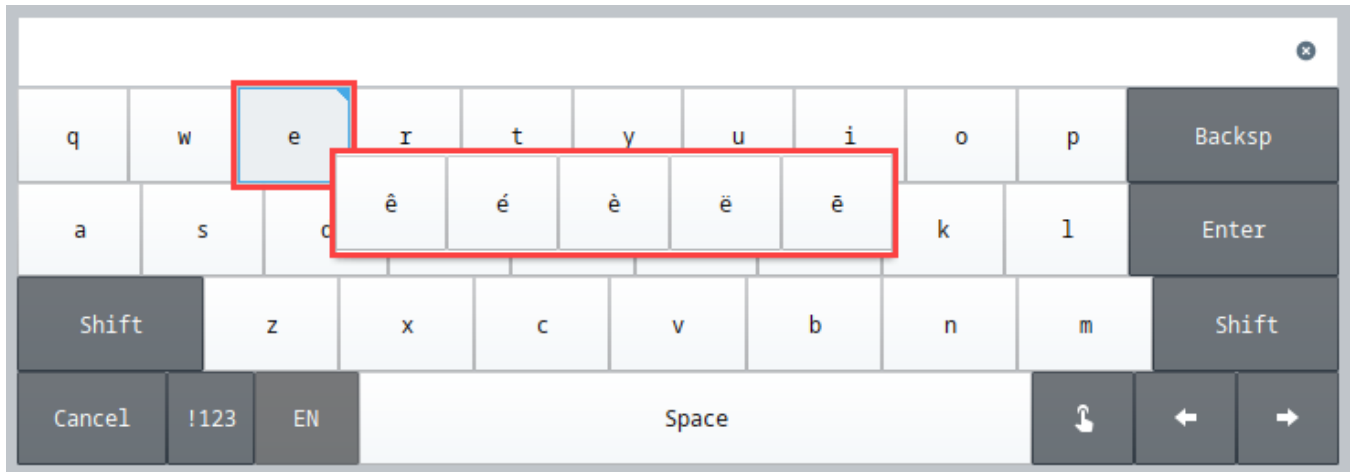 q w e r t y u i o p Backsp
ê é è ë ē
a s d k l Enter
Shift z x c v b n m Shift
Cancel !123 EN Space